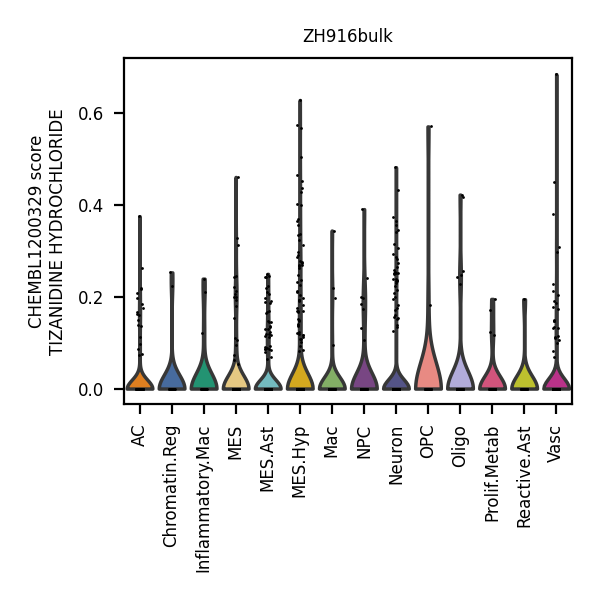 ZH916bulk
CHEMBL1200329 score
TIZANIDINE HYDROCHLORIDE
0.6
0.4
0.2
0.0
AC
Chromatin.Reg
Inflammatory.Mac
MES
MES.Ast
MES.Hyp
Mac
NPC
Neuron
OPC
Oligo
Prolif.Metab
Reactive.Ast
Vasc